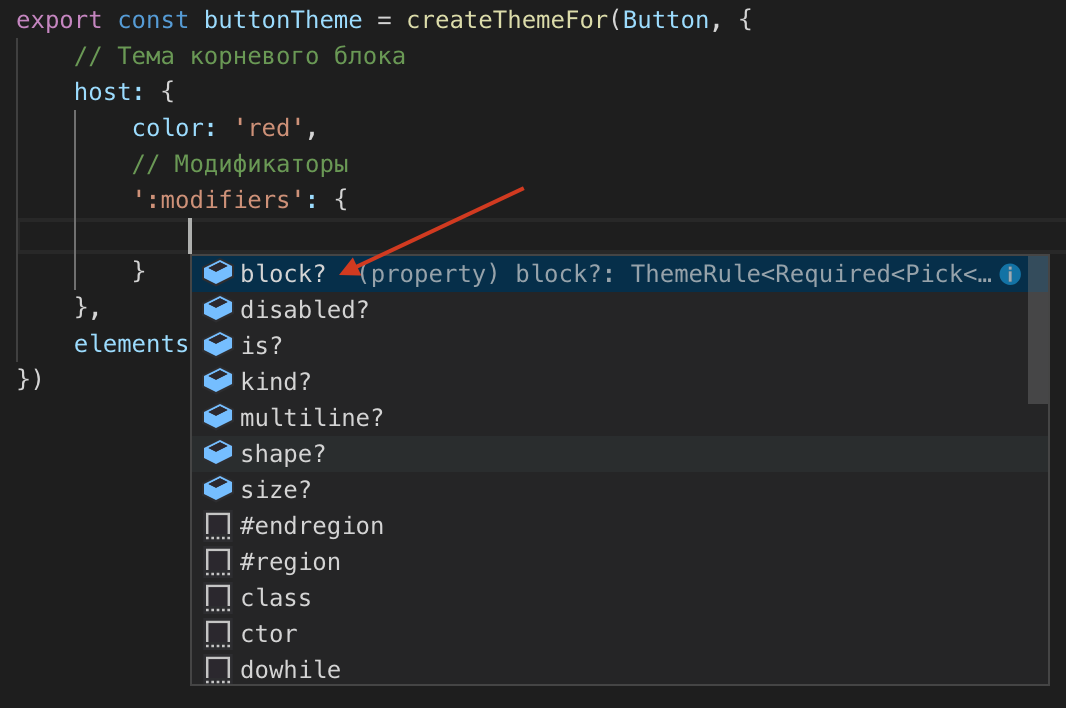 export const buttonTheme = createThemeFor(Button, {
// Тема корневого блока
host: {
color: 'red',
// Модификаторы
':modifiers': {
block? (property) block?: ThemeRule<Required<Pick<…
}
disabled?
},
is?
elements
kind?
})
multiline?
shape?
size?
#endregion
#region
class
ctor
dowhile